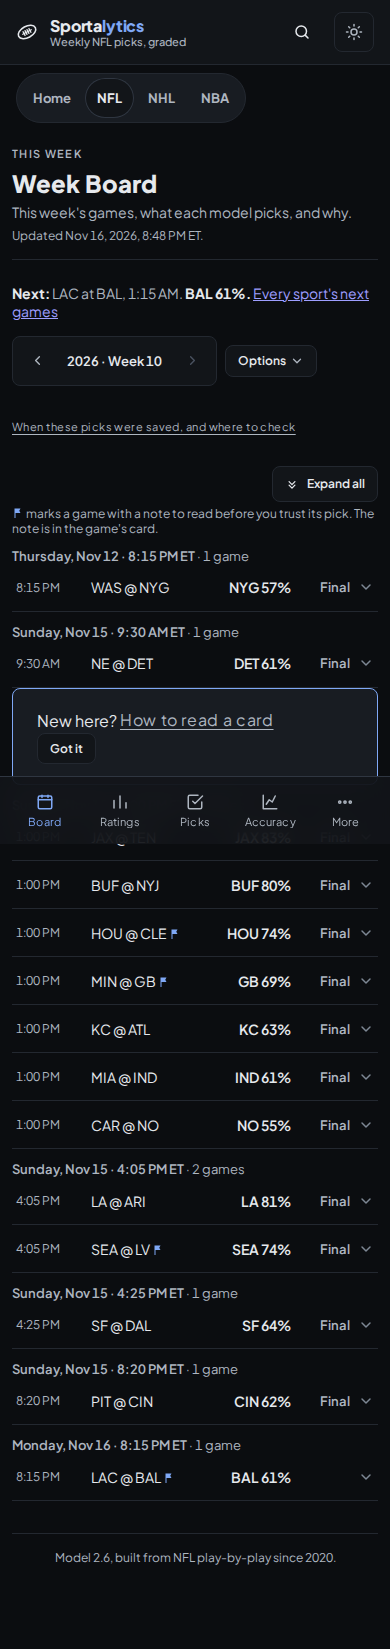 Sportalytics
Weekly NFL picks, graded
Home NFL NHL NBA
THIS WEEK
Week Board
This week's games, what each model picks, and why.
Updated Nov 16, 2026, 8:48 PM ET.
Next: LAC at BAL, 1:15 AM. BAL 61%. Every sport's next
games
2026 · Week 10
Options
When these picks were saved, and where to check
Expand all
marks a game with a note to read before you trust its pick. The
note is in the game's card.
Thursday, Nov 12 · 8:15 PM ET · 1 game
8:15 PM WAS @ NYG NYG 57% Final
Sunday, Nov 15 · 9:30 AM ET · 1 game
9:30 AM NE @ DET DET 61% Final
New here? How to read a card
Got it
Board Ratings Picks Accuracy More
1:00 PM JAX @ TEN JAX 83% Final
1:00 PM BUF @ NYJ BUF 80% Final
1:00 PM HOU @ CLE HOU 74% Final
1:00 PM MIN @ GB GB 69% Final
1:00 PM KC @ ATL KC 63% Final
1:00 PM MIA @ IND IND 61% Final
1:00 PM CAR @ NO NO 55% Final
Sunday, Nov 15 · 4:05 PM ET · 2 games
4:05 PM LA @ ARI LA 81% Final
4:05 PM SEA @ LV SEA 74% Final
Sunday, Nov 15 · 4:25 PM ET · 1 game
4:25 PM SF @ DAL SF 64% Final
Sunday, Nov 15 · 8:20 PM ET · 1 game
8:20 PM PIT @ CIN CIN 62% Final
Monday, Nov 16 · 8:15 PM ET · 1 game
8:15 PM LAC @ BAL BAL 61%
Model 2.6, built from NFL play-by-play since 2020.